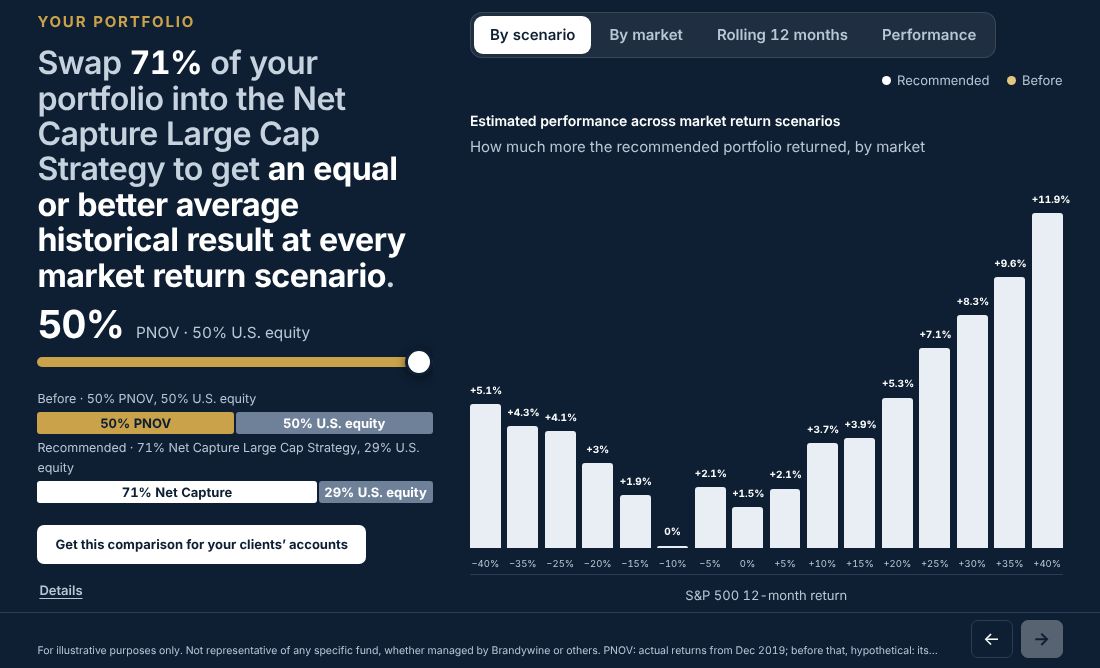 YOUR PORTFOLIO
Swap 71% of your
portfolio into the Net
Capture Large Cap
Strategy to get an equal
or better average
historical result at every
market return scenario.
50% PNOV · 50% U.S. equity
Before · 50% PNOV, 50% U.S. equity
50% PNOV 50% U.S. equity
Recommended · 71% Net Capture Large Cap Strategy, 29% U.S.
equity
71% Net Capture 29% U.S. equity
Get this comparison for your clients’ accounts
Details
By scenario By market Rolling 12 months Performance
Recommended Before
Estimated performance across market return scenarios
How much more the recommended portfolio returned, by market
+5.1% +4.3% +4.1% +3% +1.9% 0% +2.1% +1.5% +2.1% +3.7% +3.9% +5.3% +7.1% +8.3% +9.6% +11.9%
−40% −35% −25% −20% −15% −10% −5% 0% +5% +10% +15% +20% +25% +30% +35% +40%
S&P 500 12-month return
For illustrative purposes only. Not representative of any specific fund, whether managed by Brandywine or others. PNOV: actual returns from Dec 2019; before that, hypothetical: its…